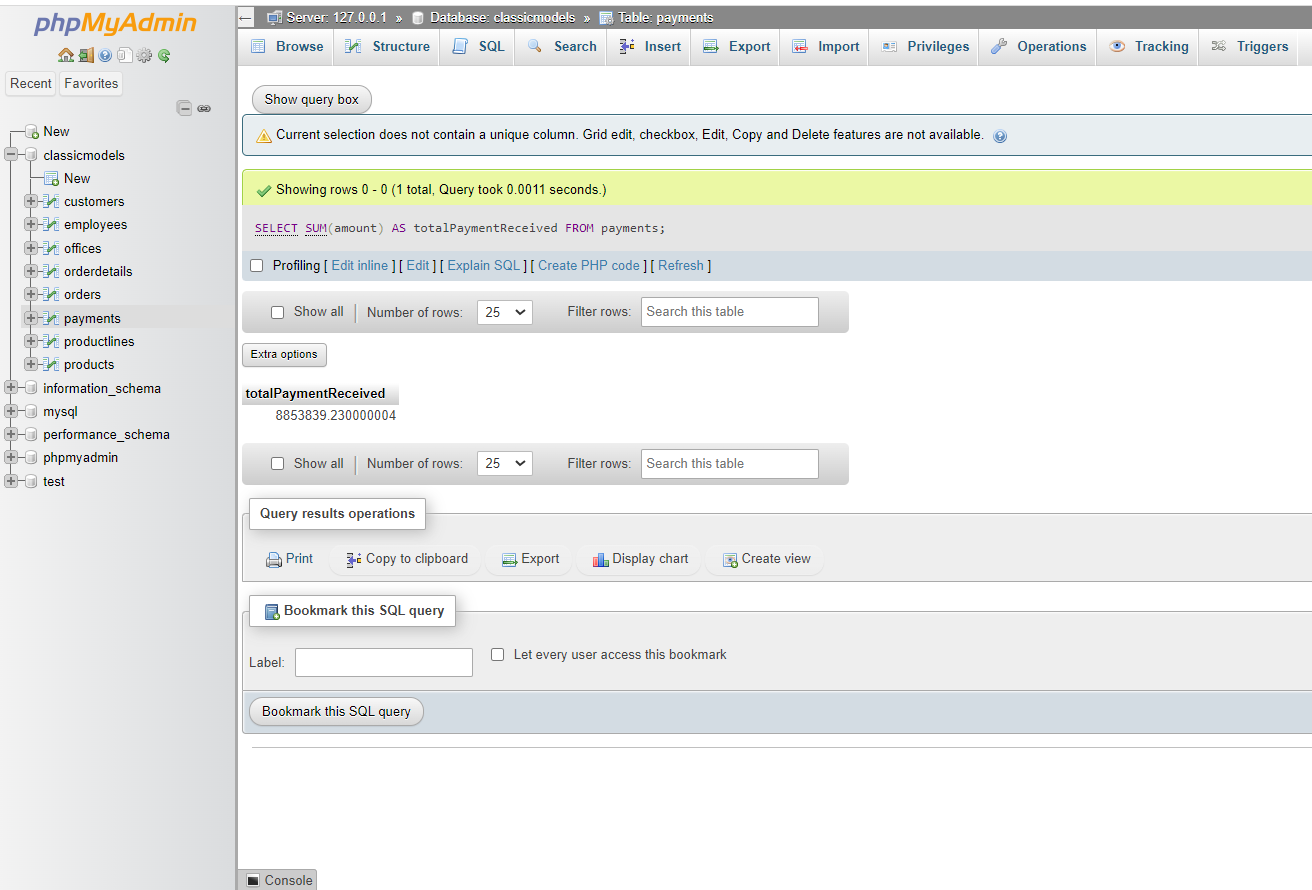 phpMyAdmin
Recent Favorites
New
classicmodels
New
customers
employees
offices
orderdetails
orders
payments
productlines
products
information_schema
mysql
performance_schema
phpmyadmin
test
Server: 127.0.0.1 » Database: classicmodels » Table: payments
Browse Structure SQL Search Insert Export Import Privileges Operations Tracking Triggers
Show query box
Current selection does not contain a unique column. Grid edit, checkbox, Edit, Copy and Delete features are not available.
Showing rows 0 - 0 (1 total, Query took 0.0011 seconds.)
SELECT SUM(amount) AS totalPaymentReceived FROM payments;
Profiling [ Edit inline ] [ Edit ] [ Explain SQL ] [ Create PHP code ] [ Refresh ]
Show all Number of rows: 25 Filter rows: Search this table
Extra options
totalPaymentReceived
8853839.230000004
Show all Number of rows: 25 Filter rows: Search this table
Query results operations
Print Copy to clipboard Export Display chart Create view
Bookmark this SQL query
Label: Let every user access this bookmark
Bookmark this SQL query
Console